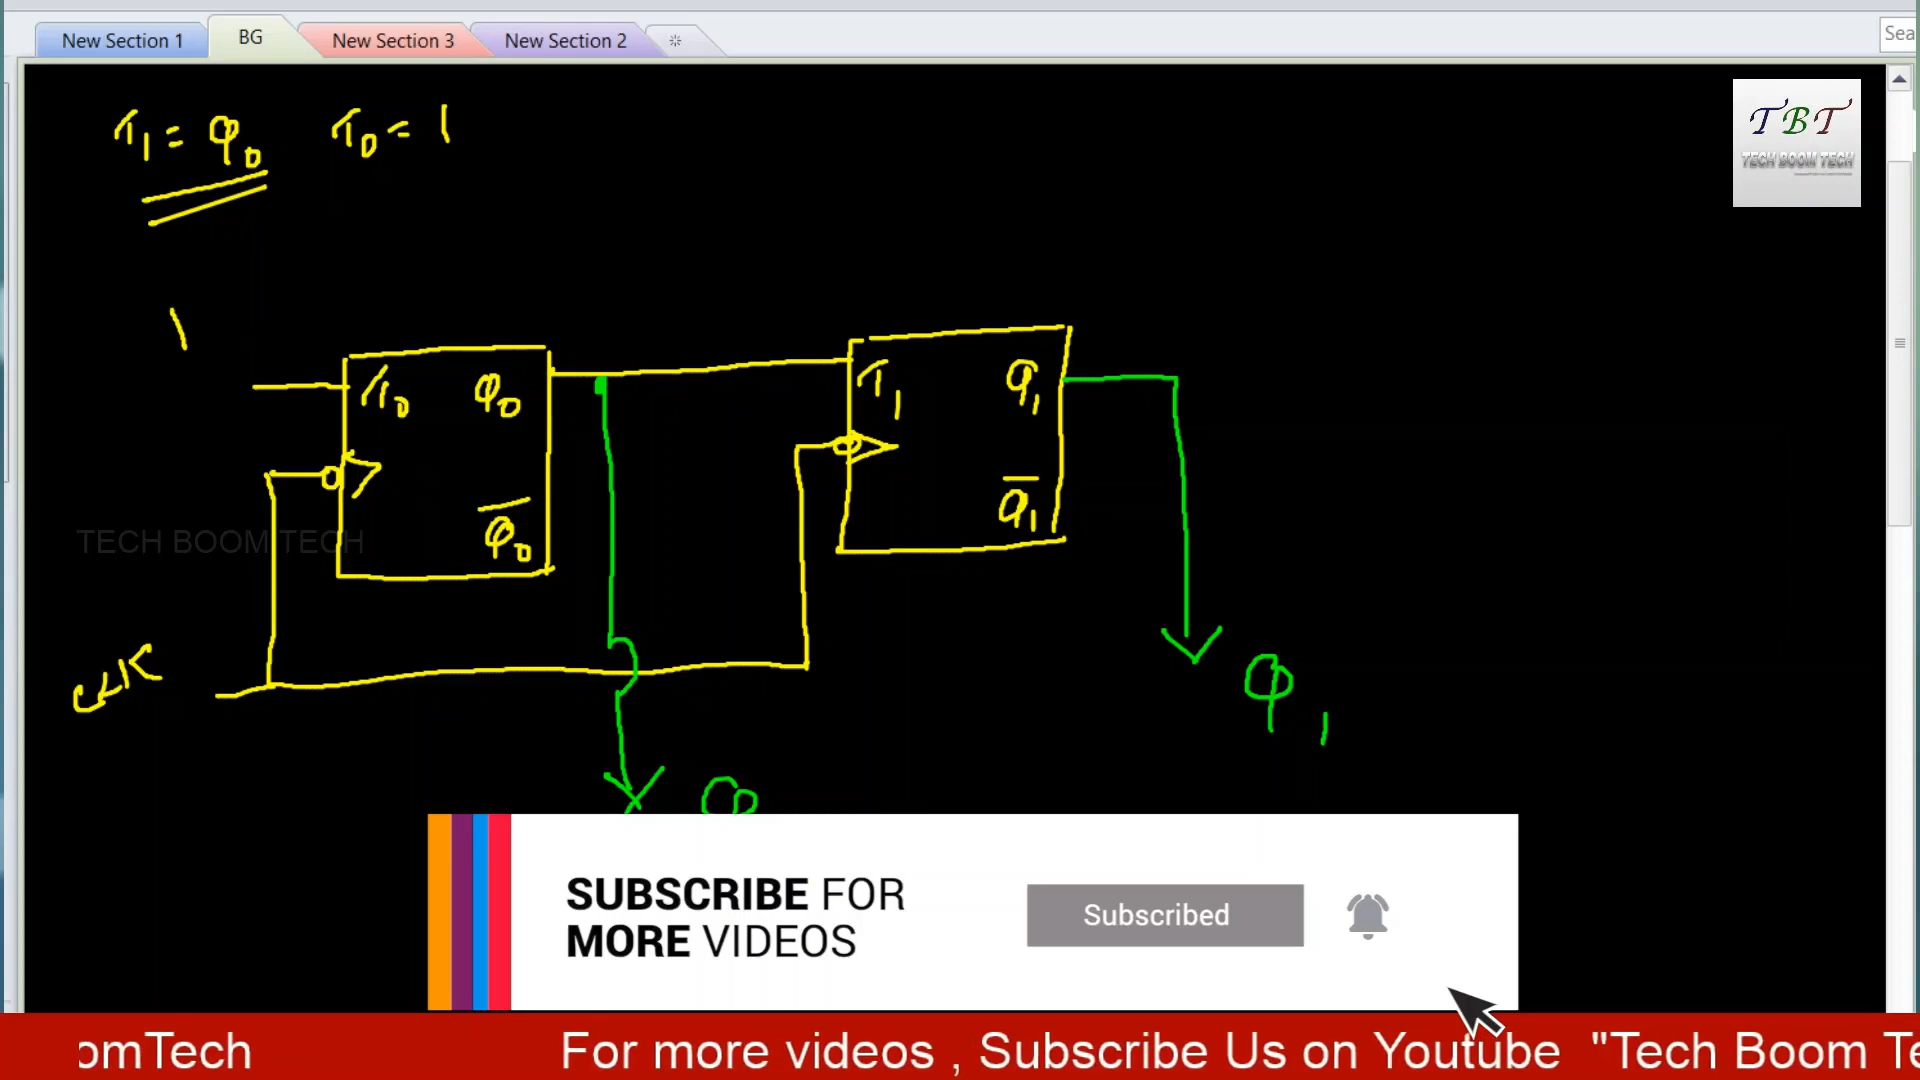 New Section 1 BG New Section 3 New Section 2
Sea
T1 = Q0 T0 = 1
TBT
TECH BOOM TECH
1
T0 Q0
T1 Q1
Q̅0
Q̅1
TECH BOOM TECH
CLK
Q1
SUBSCRIBE FOR
MORE VIDEOS
Subscribed
omTech For more videos , Subscribe Us on Youtube "Tech Boom Te